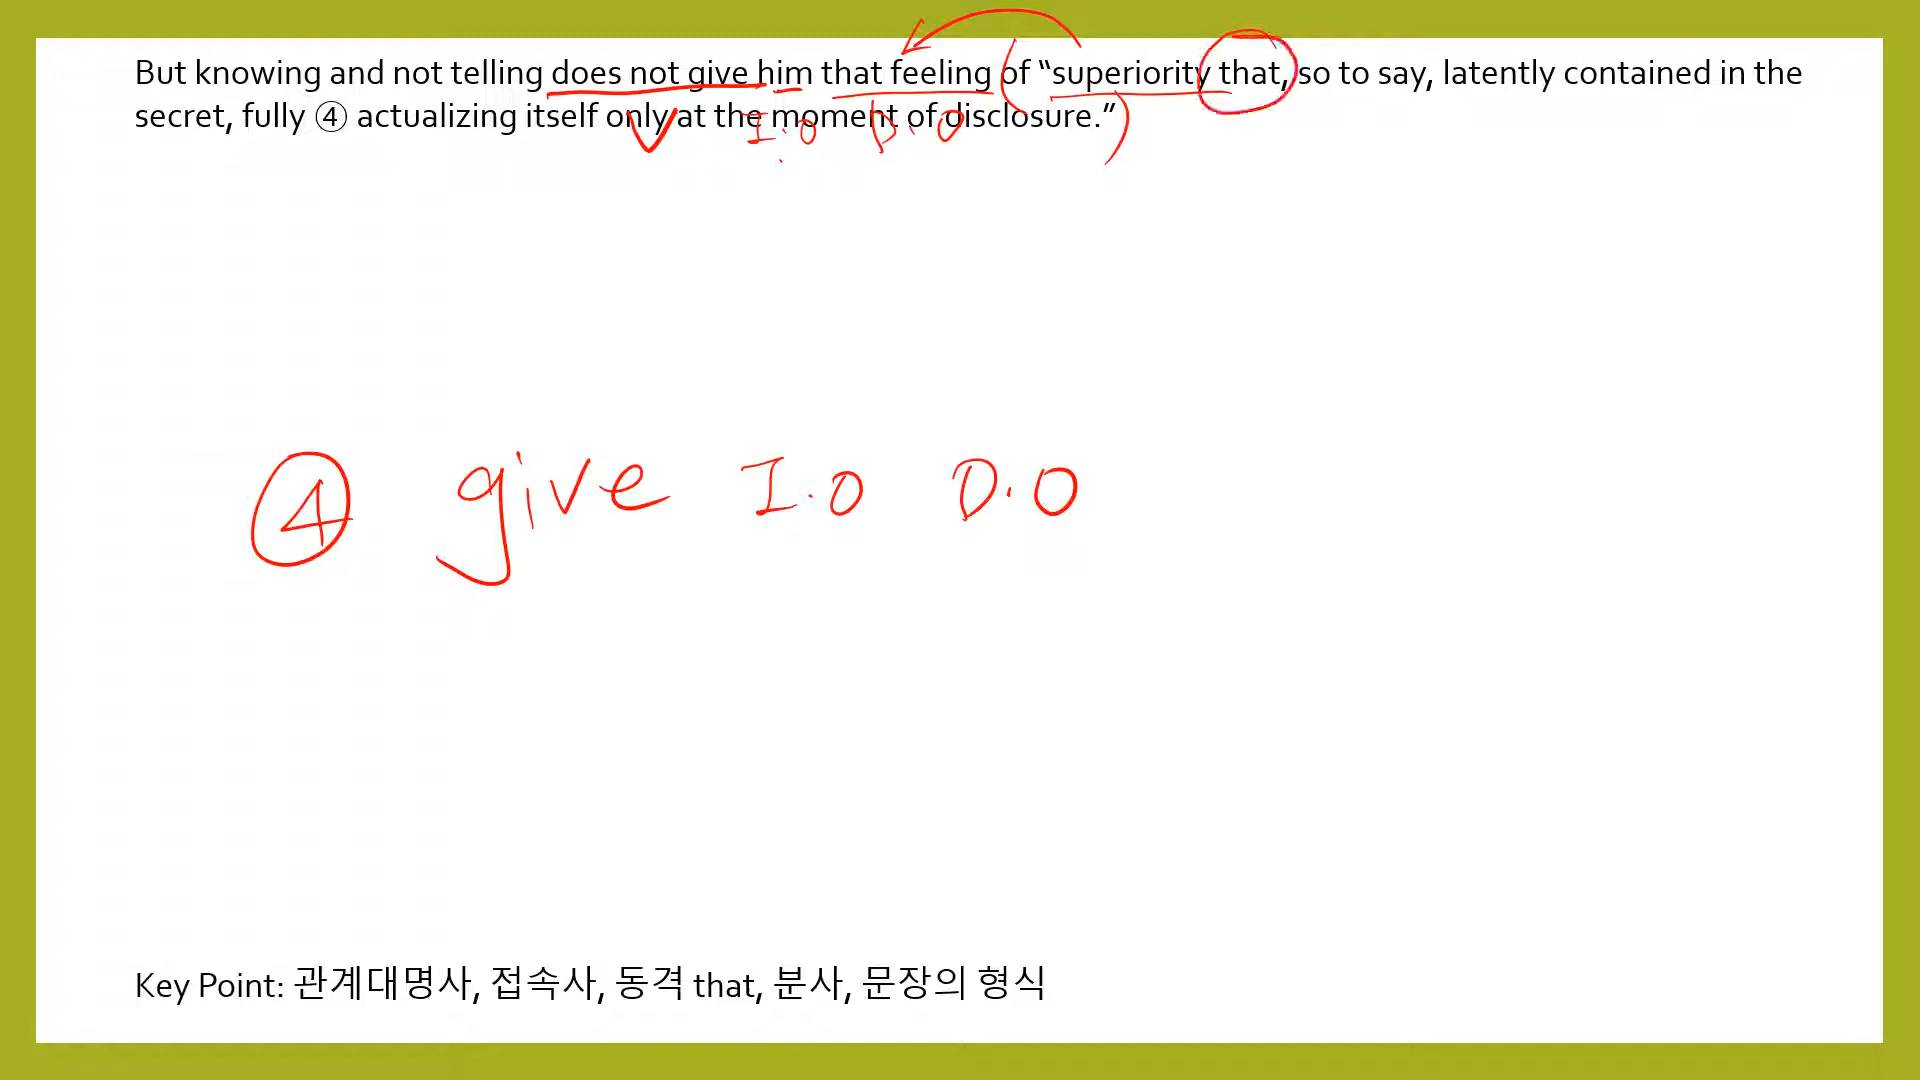 But knowing and not telling does not give him that feeling of “superiority that, so to say, latently contained in the
secret, fully ④ actualizing itself only at the moment of disclosure.”
V I.O D.O
④ give I.O D.O
Key Point: 관계대명사, 접속사, 동격 that, 분사, 문장의 형식